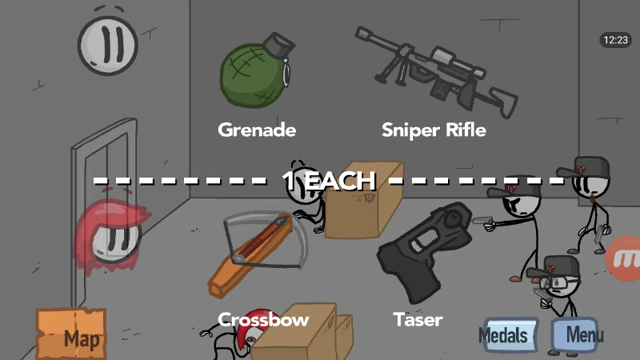 12:23
Grenade
Sniper Rifle
1 EACH
Crossbow
Taser
Map
Medals
Menu